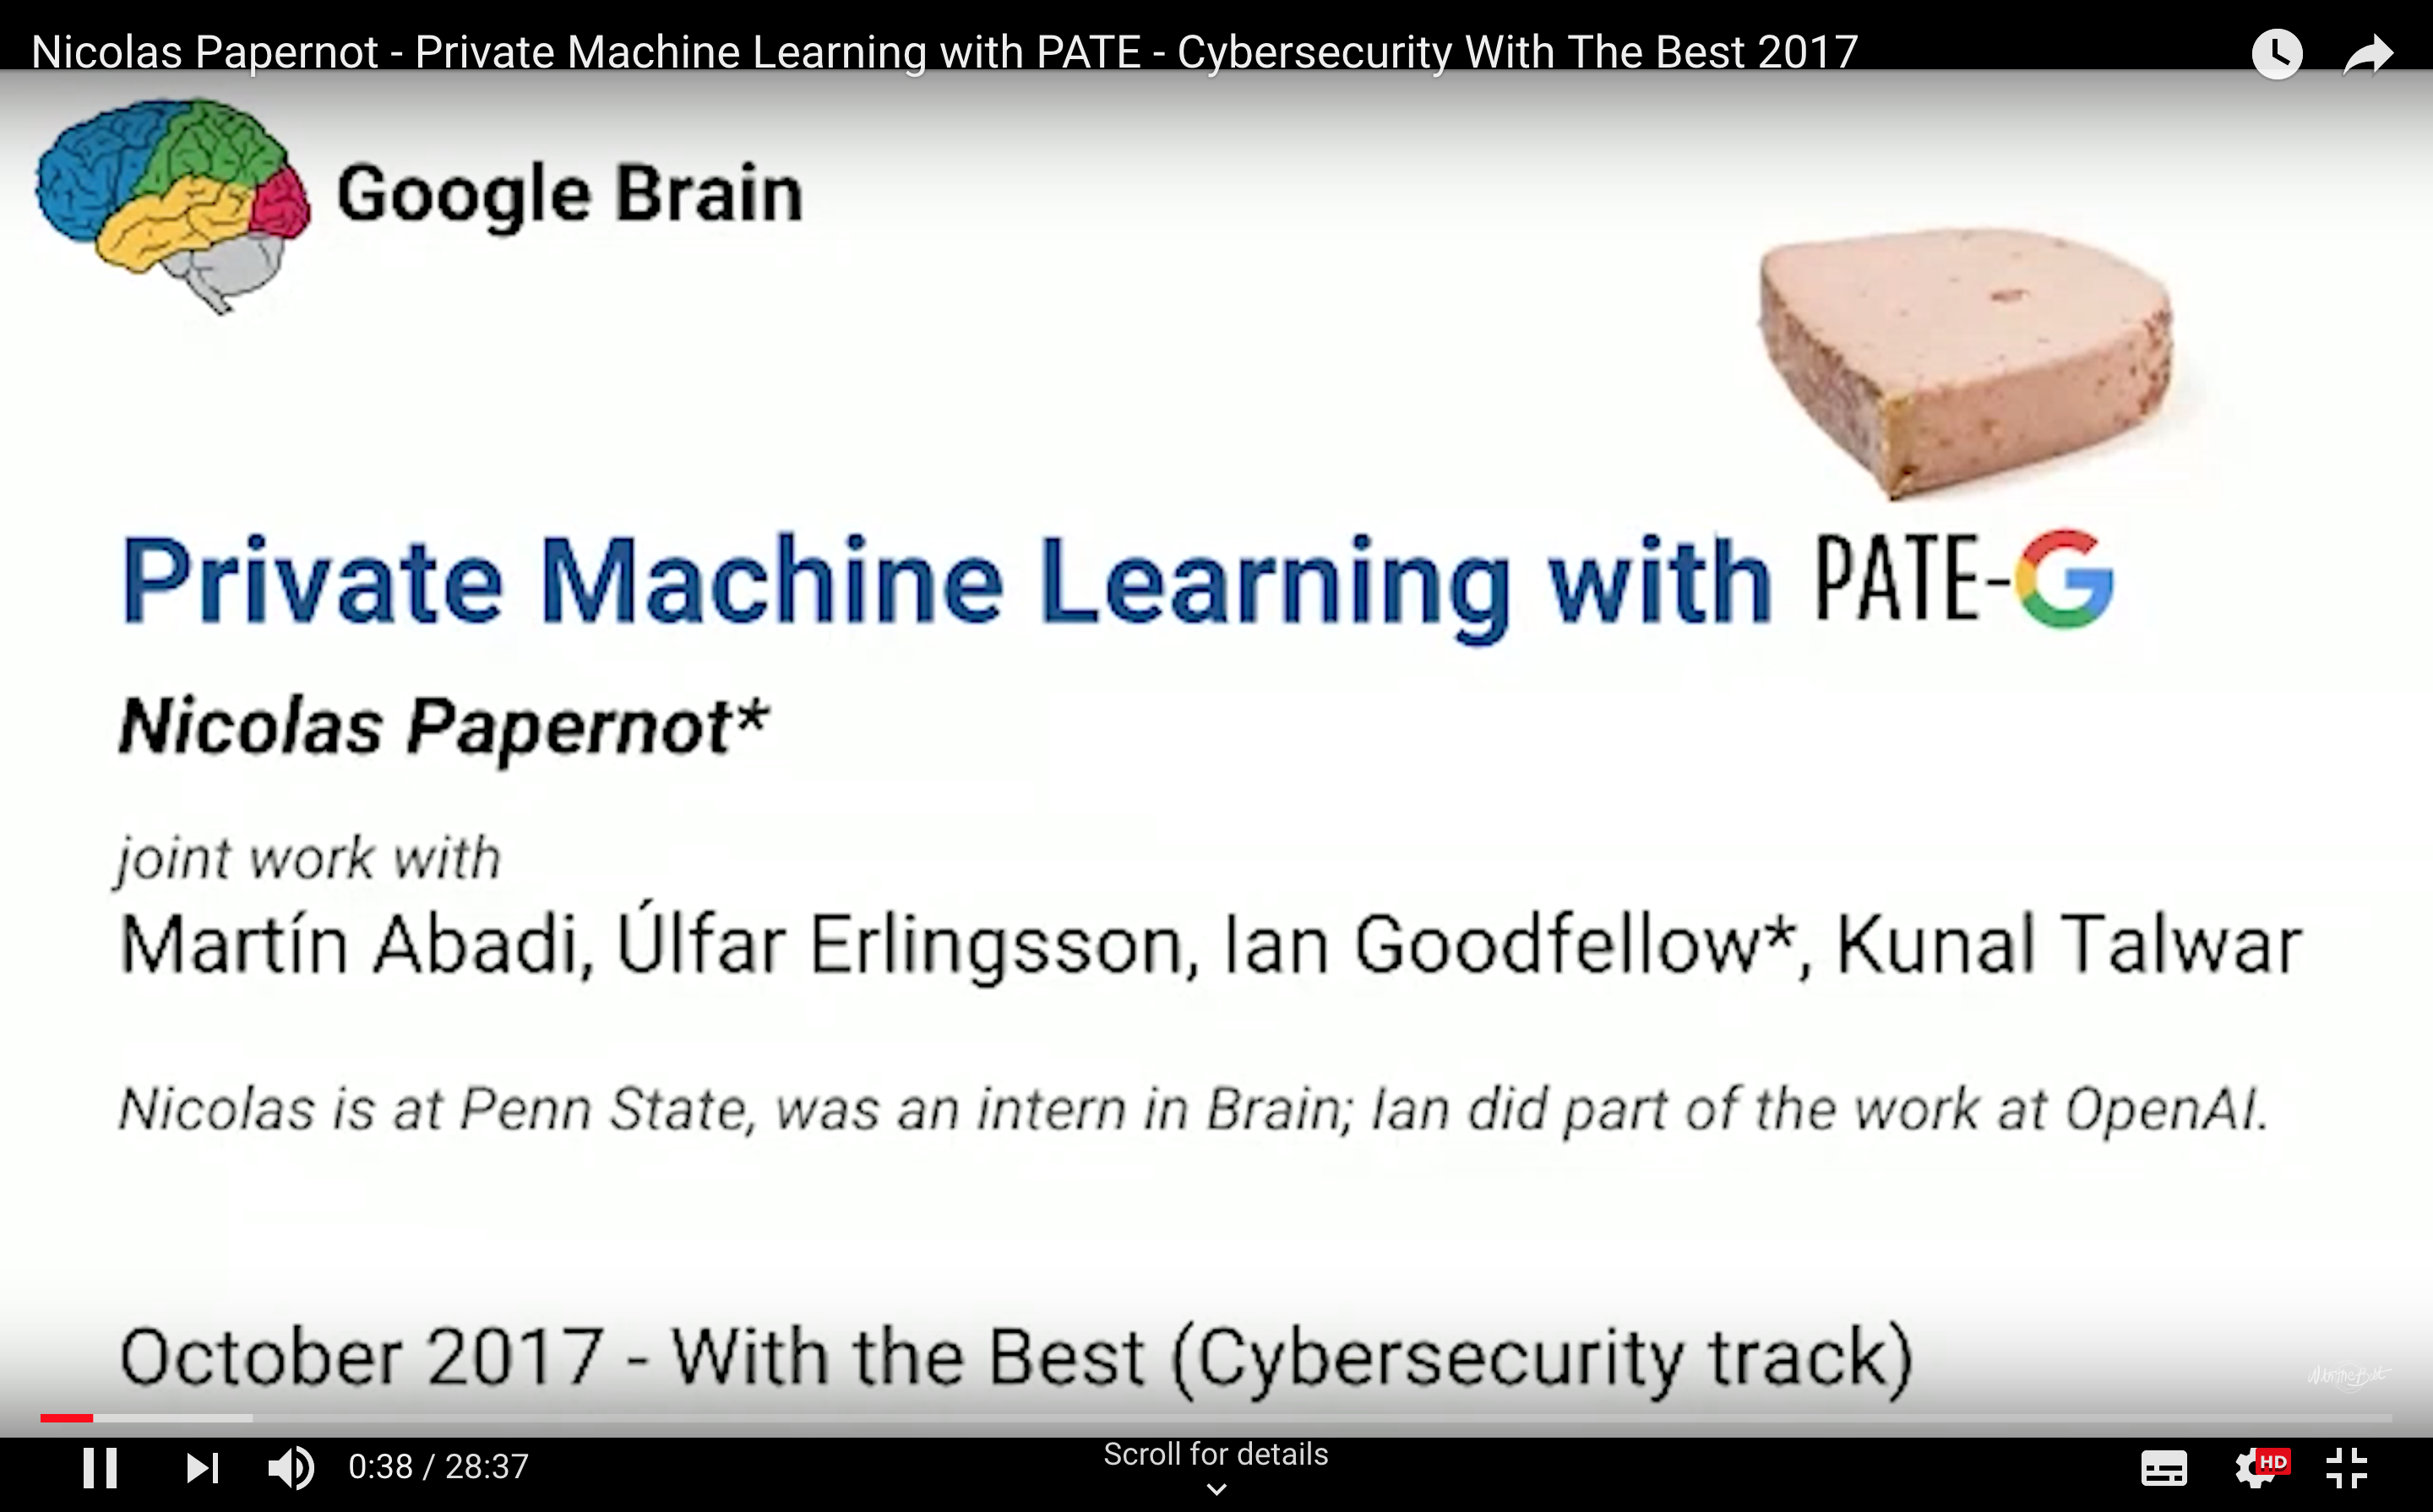 Nicolas Papernot - Private Machine Learning with PATE - Cybersecurity With The Best 2017
Google Brain
Private Machine Learning with PATE-G
Nicolas Papernot*
joint work with
Martín Abadi, Úlfar Erlingsson, Ian Goodfellow*, Kunal Talwar
Nicolas is at Penn State, was an intern in Brain; Ian did part of the work at OpenAI.
October 2017 - With the Best (Cybersecurity track)
0:38 / 28:37
Scroll for details
HD